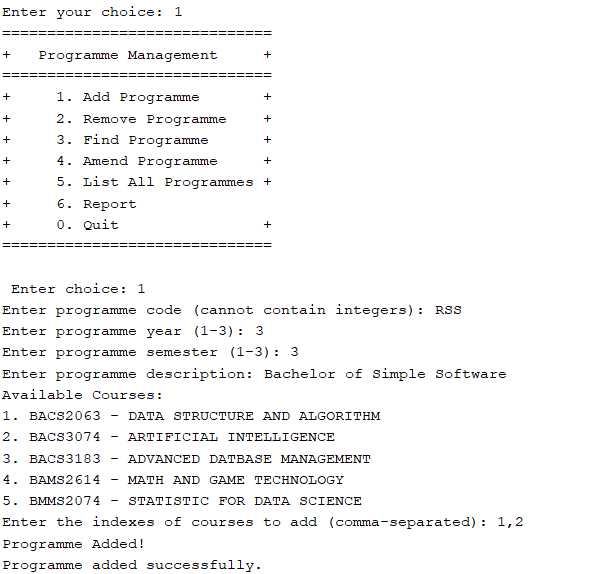 Enter your choice: 1
==============================
+   Programme Management     +
==============================
+     1. Add Programme       +
+     2. Remove Programme    +
+     3. Find Programme      +
+     4. Amend Programme     +
+     5. List All Programmes +
+     6. Report
+     0. Quit                +
==============================
Enter choice: 1
Enter programme code (cannot contain integers): RSS
Enter programme year (1-3): 3
Enter programme semester (1-3): 3
Enter programme description: Bachelor of Simple Software
Available Courses:
1. BACS2063 - DATA STRUCTURE AND ALGORITHM
2. BACS3074 - ARTIFICIAL INTELLIGENCE
3. BACS3183 - ADVANCED DATBASE MANAGEMENT
4. BAMS2614 - MATH AND GAME TECHNOLOGY
5. BMMS2074 - STATISTIC FOR DATA SCIENCE
Enter the indexes of courses to add (comma-separated): 1,2
Programme Added!
Programme added successfully.